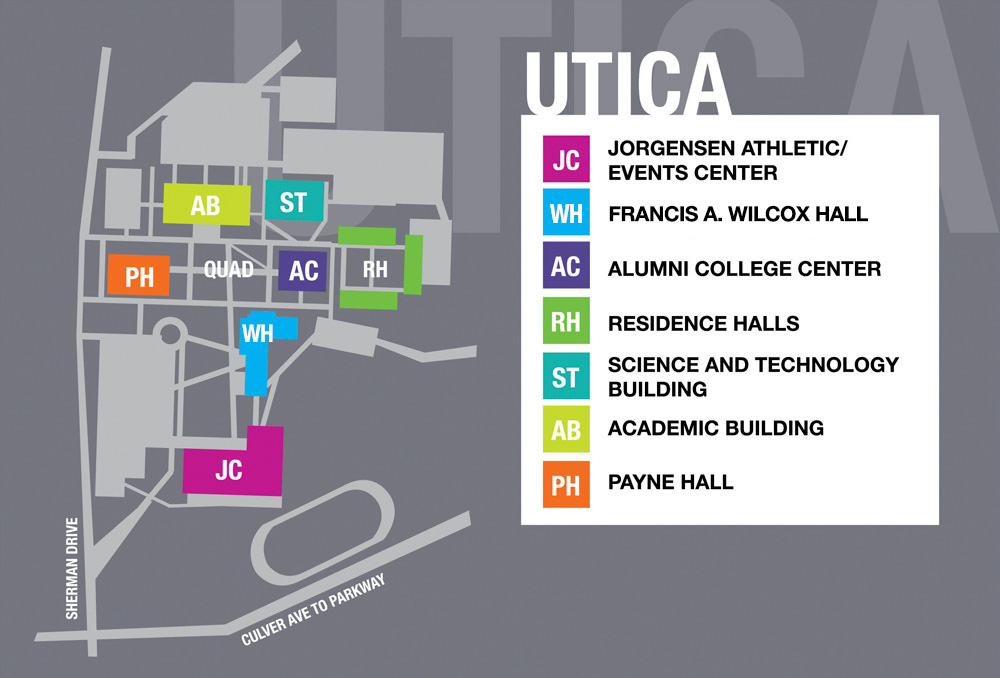 UTICA
UTICA
JC
JORGENSEN ATHLETIC/
EVENTS CENTER
WH
FRANCIS A. WILCOX HALL
AC
ALUMNI COLLEGE CENTER
RH
RESIDENCE HALLS
ST
SCIENCE AND TECHNOLOGY
BUILDING
AB
ACADEMIC BUILDING
PH
PAYNE HALL
AB
ST
PH
QUAD
AC
RH
WH
JC
SHERMAN DRIVE
CULVER AVE TO PARKWAY